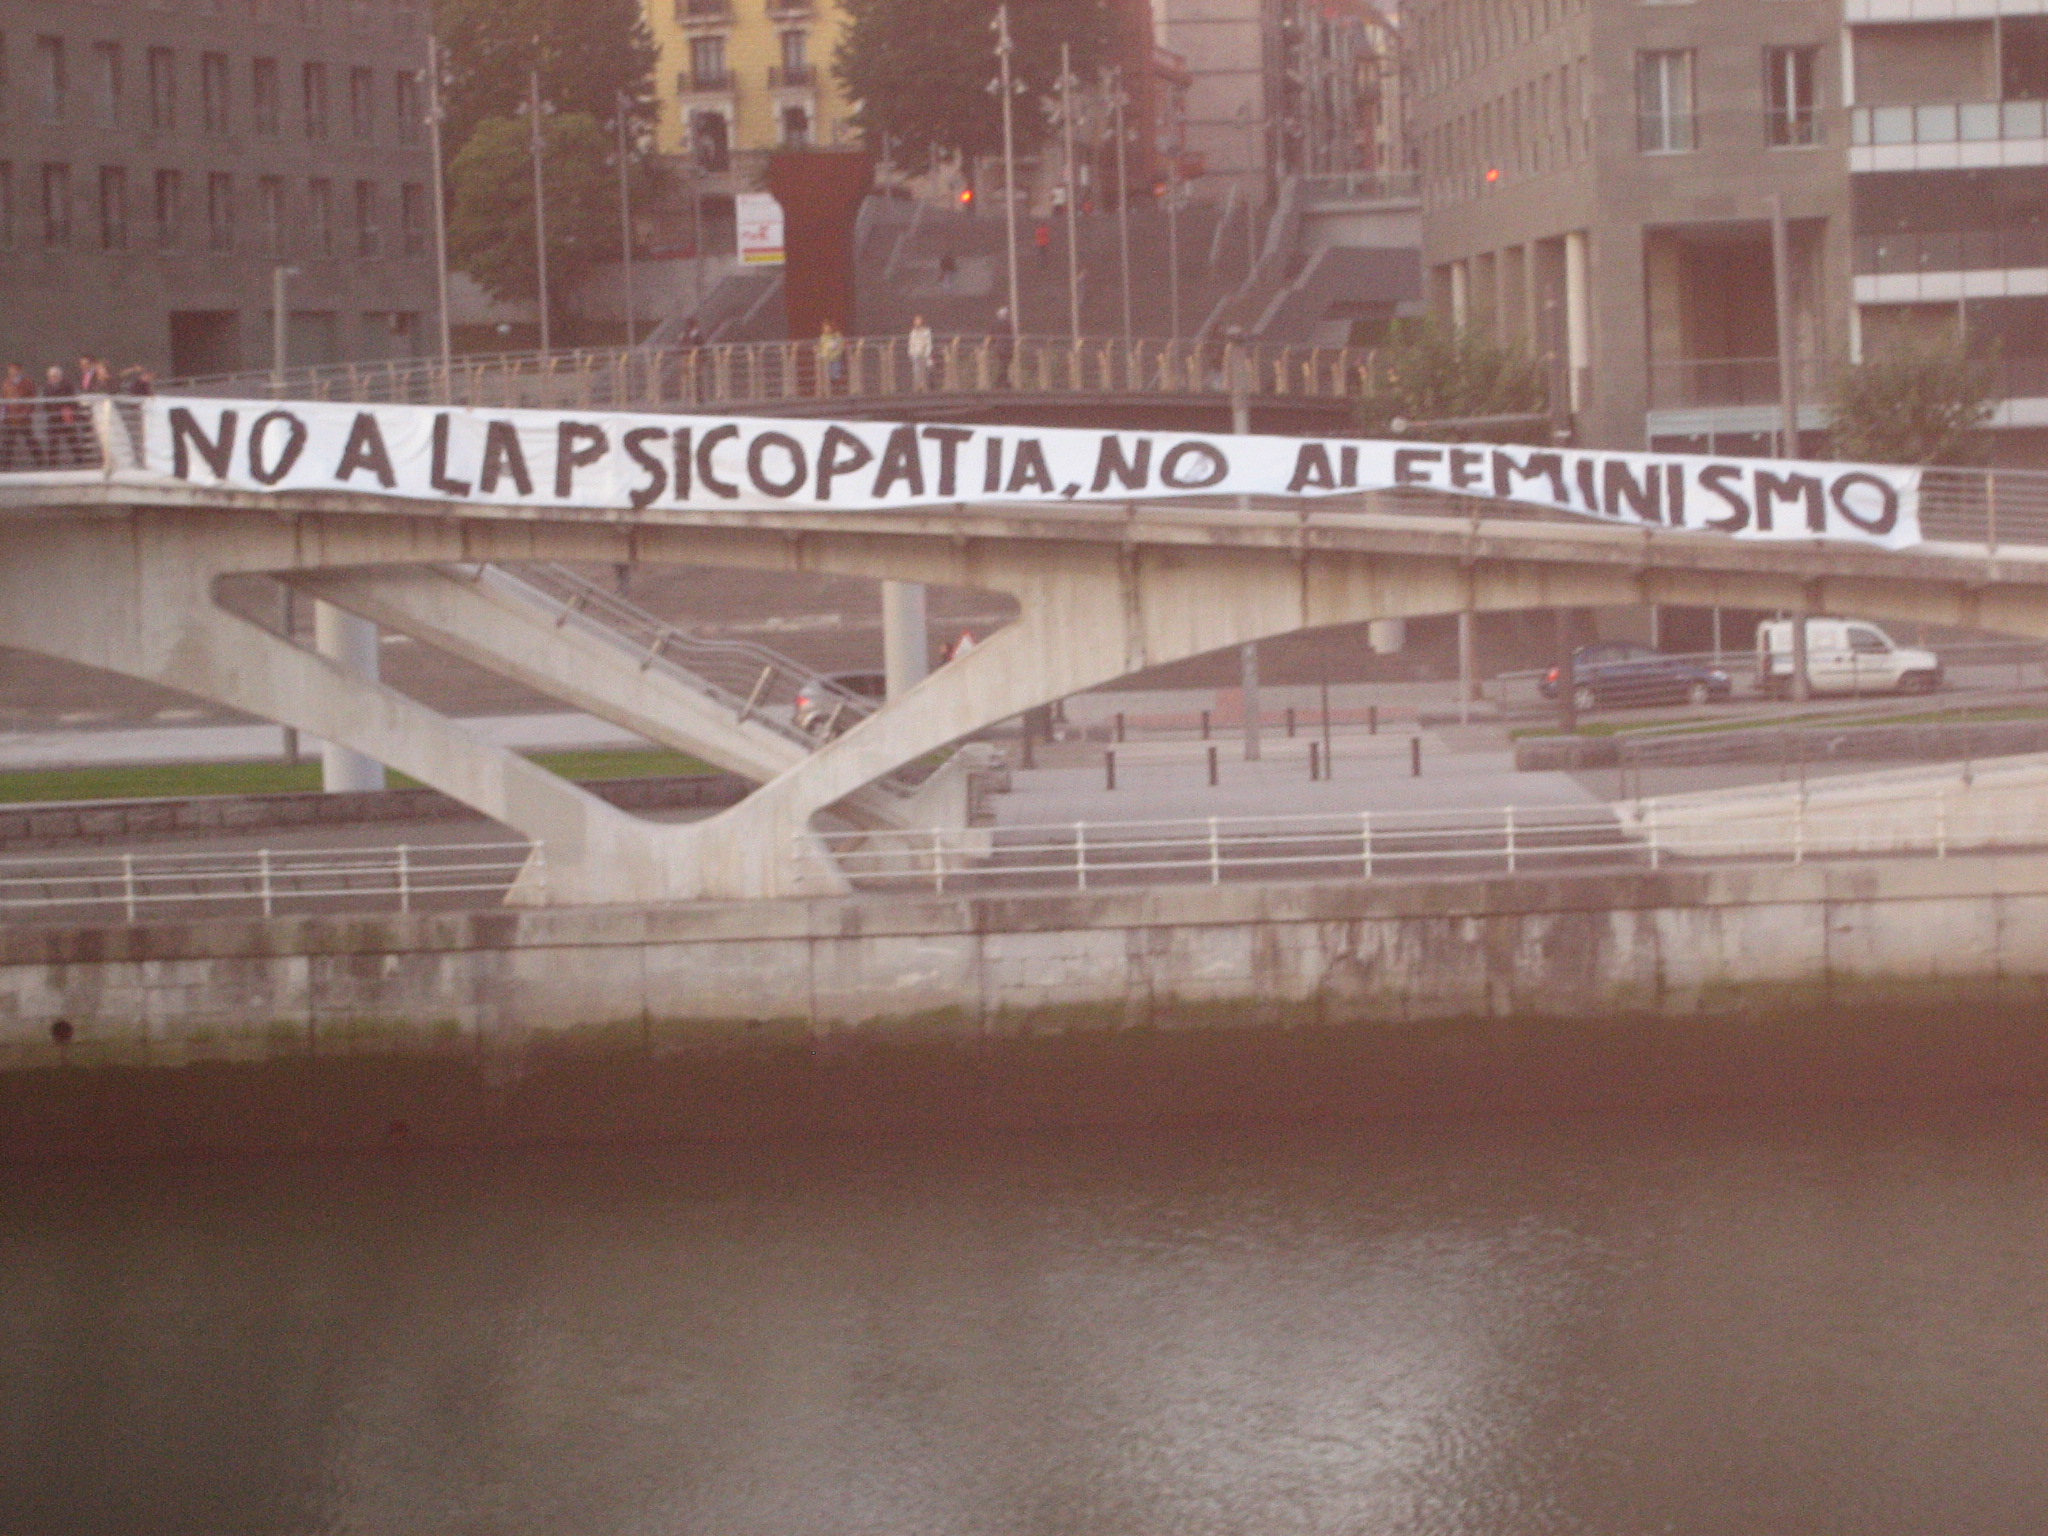 NO A LA PSICOPATIA, NO AL FEMINISMO